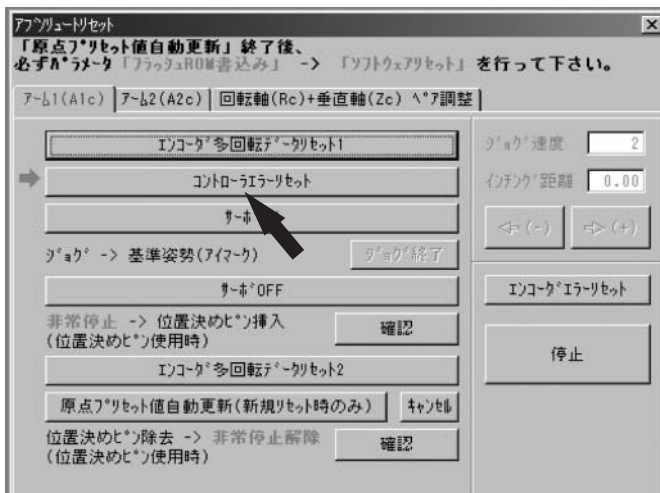 ｱﾌﾞｿﾘｭｰﾄﾘｾｯﾄ
「原点ﾌﾟﾘｾｯﾄ値自動更新」終了後、
必ずﾊﾟﾗﾒｰﾀ「ﾌﾗｯｼｭROM書込み」 -> 「ｿﾌﾄｳｪｱﾘｾｯﾄ」 を行って下さい。
ｱｰﾑ1(A1c) ｱｰﾑ2(A2c) 回転軸(Rc)+垂直軸(Zc) ﾍﾟｱ調整
ｴﾝｺｰﾀﾞ多回転ﾃﾞｰﾀﾘｾｯﾄ1
ｺﾝﾄﾛｰﾗｴﾗｰﾘｾｯﾄ
ｻｰﾎ
ｼﾞｮｸﾞ -> 基準姿勢(ｱｲﾏｰｸ) ｼﾞｮｸﾞ終了
ｻｰﾎﾞOFF
非常停止 -> 位置決めﾋﾟﾝ挿入
(位置決めﾋﾟﾝ使用時) 確認
ｴﾝｺｰﾀﾞ多回転ﾃﾞｰﾀﾘｾｯﾄ2
原点ﾌﾟﾘｾｯﾄ値自動更新(新規ﾘｾｯﾄ時のみ) ｷｬﾝｾﾙ
位置決めﾋﾟﾝ除去 -> 非常停止解除
(位置決めﾋﾟﾝ使用時) 確認
ｼﾞｮｸﾞ速度 2
ｲﾝﾁﾝｸﾞ距離 0.00
(-) (+)
ｴﾝｺｰﾀﾞｴﾗｰﾘｾｯﾄ
停止